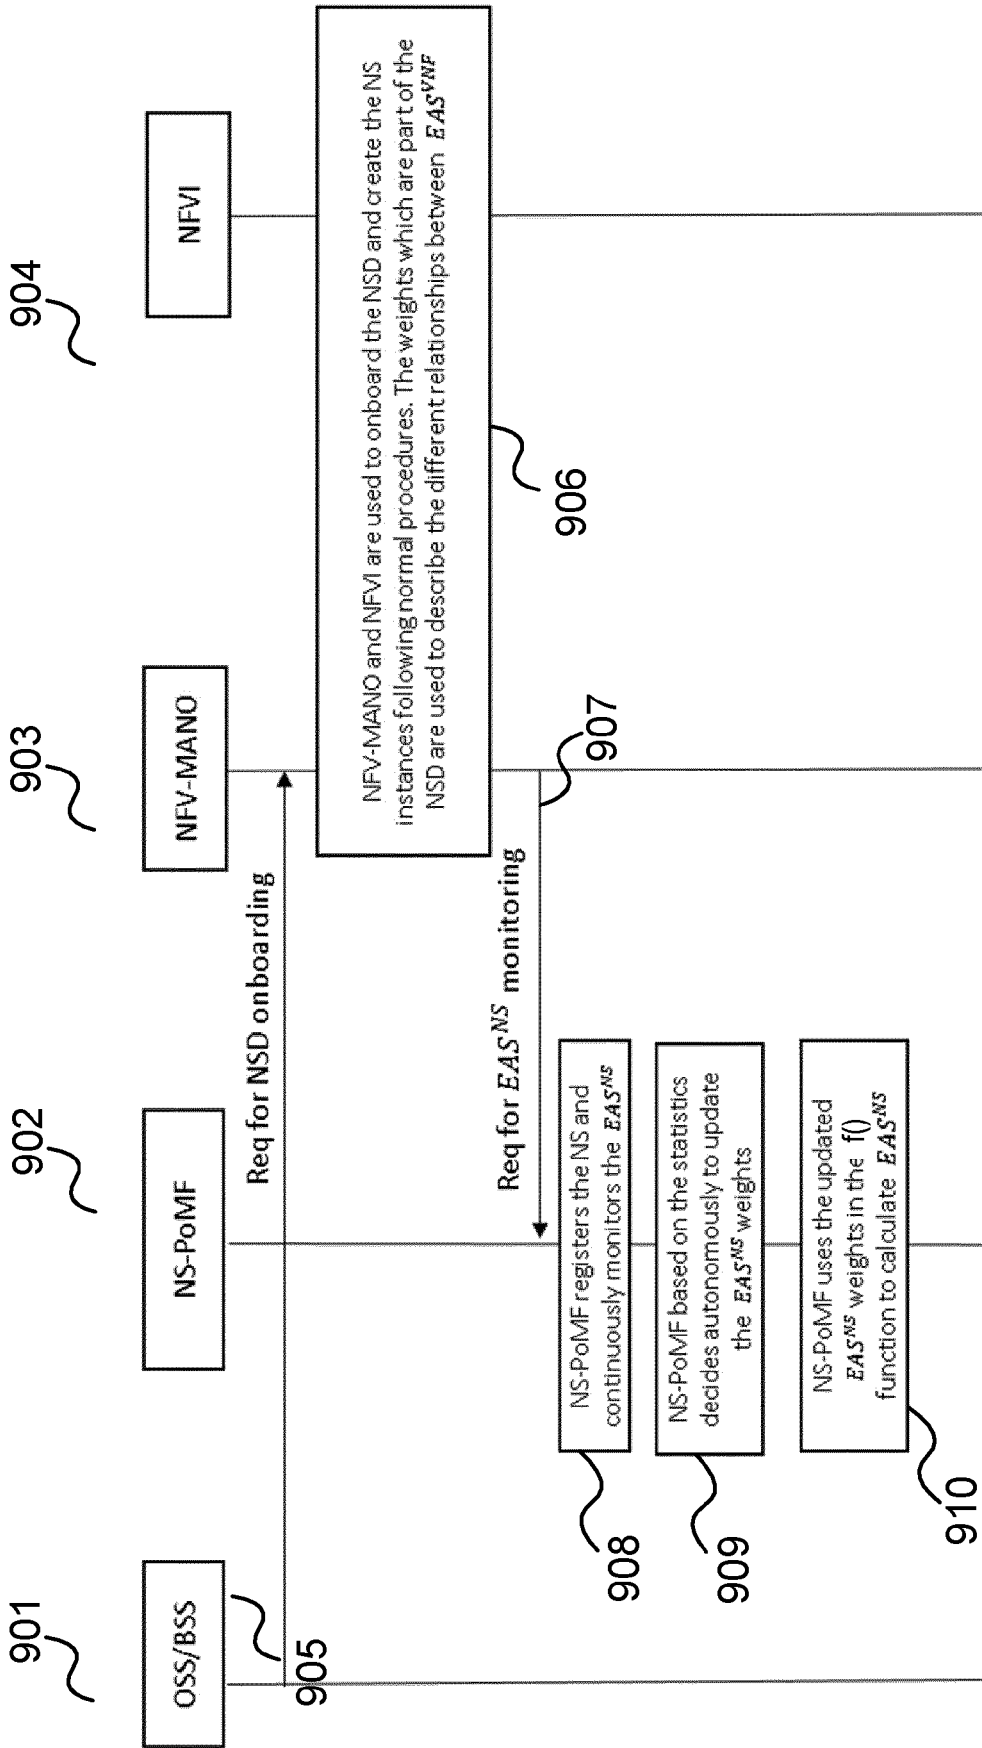 901
902
903
904
OSS/BSS
NS-PoMF
NFV-MANO
NFVI
905
Req for NSD onboarding
NFV-MANO and NFVI are used to onboard the NSD and create the NS
instances following normal procedures. The weights which are part of the
NSD are used to describe the different relationships between EAS^VNF
906
Req for EAS^NS monitoring
907
NS-PoMF registers the NS and
continuously monitors the EAS^NS
908
NS-PoMF based on the statistics
decides autonomously to update
the EAS^NS weights
909
NS-PoMF uses the updated
EAS^NS weights in the f()
function to calculate EAS^NS
910